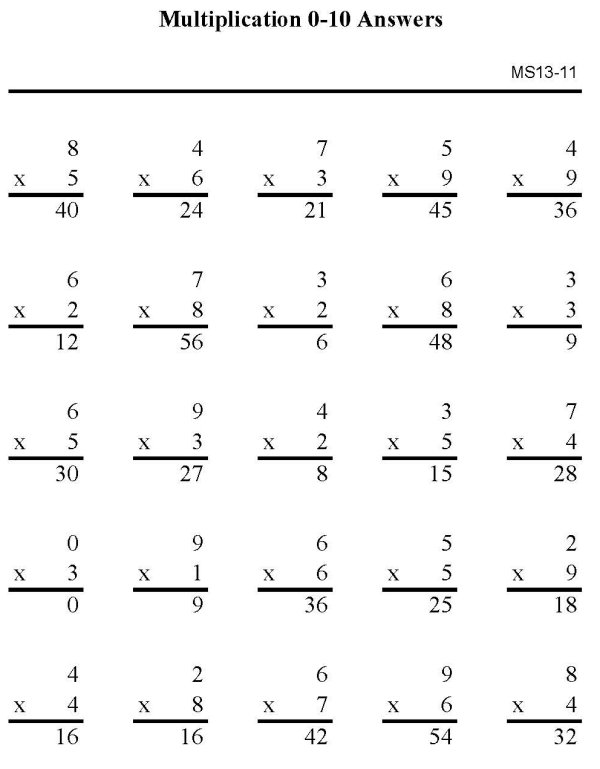 Multiplication 0-10 Answers
MS13-11
8 4 7 5 4
x 5 x 6 x 3 x 9 x 9
40 24 21 45 36
6 7 3 6 3
x 2 x 8 x 2 x 8 x 3
12 56 6 48 9
6 9 4 3 7
x 5 x 3 x 2 x 5 x 4
30 27 8 15 28
0 9 6 5 2
x 3 x 1 x 6 x 5 x 9
0 9 36 25 18
4 2 6 9 8
x 4 x 8 x 7 x 6 x 4
16 16 42 54 32